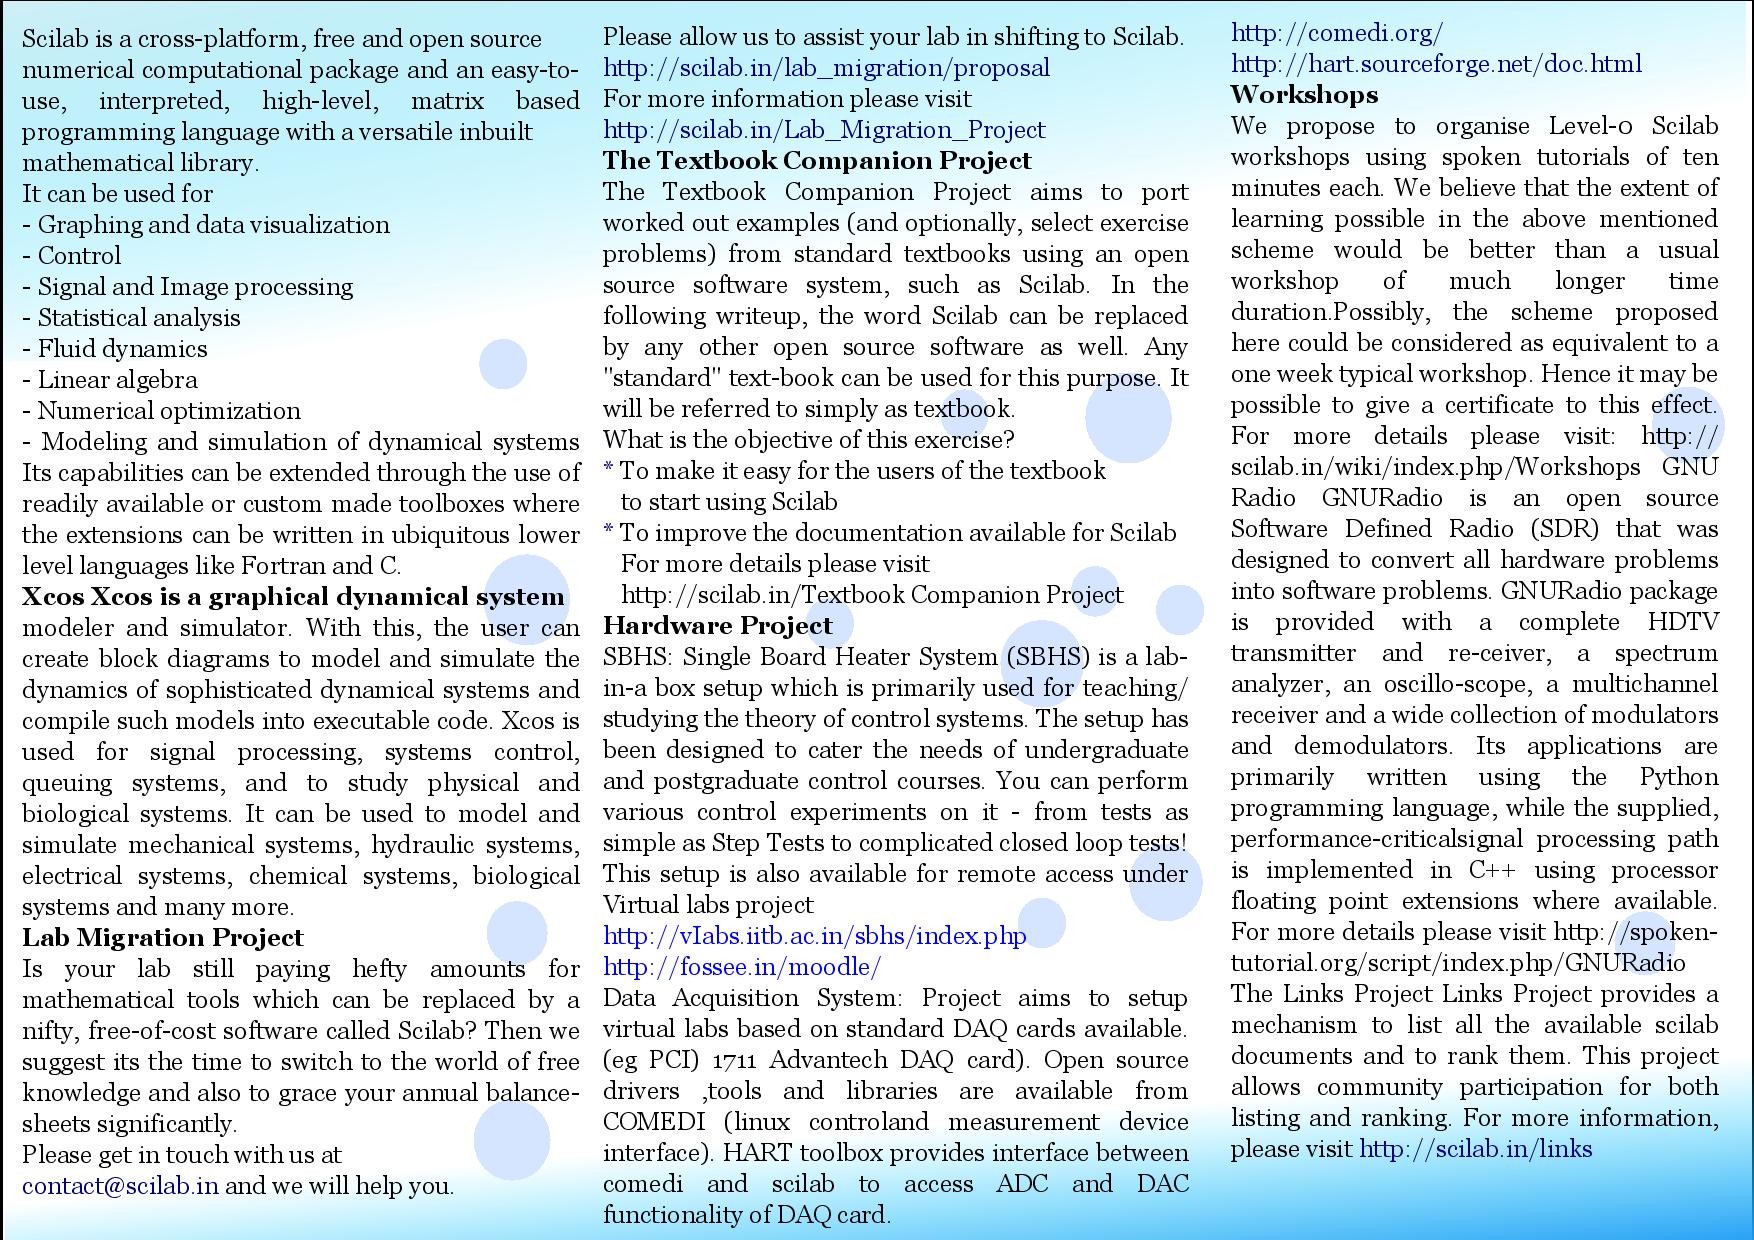 Scilab is a cross-platform, free and open source
numerical computational package and an easy-to-
use, interpreted, high-level, matrix based
programming language with a versatile inbuilt
mathematical library.
It can be used for
- Graphing and data visualization
- Control
- Signal and Image processing
- Statistical analysis
- Fluid dynamics
- Linear algebra
- Numerical optimization
- Modeling and simulation of dynamical systems
Its capabilities can be extended through the use of
readily available or custom made toolboxes where
the extensions can be written in ubiquitous lower
level languages like Fortran and C.
Xcos Xcos is a graphical dynamical system
modeler and simulator. With this, the user can
create block diagrams to model and simulate the
dynamics of sophisticated dynamical systems and
compile such models into executable code. Xcos is
used for signal processing, systems control,
queuing systems, and to study physical and
biological systems. It can be used to model and
simulate mechanical systems, hydraulic systems,
electrical systems, chemical systems, biological
systems and many more.
Lab Migration Project
Is your lab still paying hefty amounts for
mathematical tools which can be replaced by a
nifty, free-of-cost software called Scilab? Then we
suggest its the time to switch to the world of free
knowledge and also to grace your annual balance-
sheets significantly.
Please get in touch with us at
contact@scilab.in and we will help you.
Please allow us to assist your lab in shifting to Scilab.
http://scilab.in/lab_migration/proposal
For more information please visit
http://scilab.in/Lab_Migration_Project
The Textbook Companion Project
The Textbook Companion Project aims to port
worked out examples (and optionally, select exercise
problems) from standard textbooks using an open
source software system, such as Scilab. In the
following writeup, the word Scilab can be replaced
by any other open source software as well. Any
"standard" text-book can be used for this purpose. It
will be referred to simply as textbook.
What is the objective of this exercise?
* To make it easy for the users of the textbook
to start using Scilab
* To improve the documentation available for Scilab
For more details please visit
http://scilab.in/Textbook Companion Project
Hardware Project
SBHS: Single Board Heater System (SBHS) is a lab-
in-a box setup which is primarily used for teaching/
studying the theory of control systems. The setup has
been designed to cater the needs of undergraduate
and postgraduate control courses. You can perform
various control experiments on it - from tests as
simple as Step Tests to complicated closed loop tests!
This setup is also available for remote access under
Virtual labs project
http://vIabs.iitb.ac.in/sbhs/index.php
http://fossee.in/moodle/
Data Acquisition System: Project aims to setup
virtual labs based on standard DAQ cards available.
(eg PCI) 1711 Advantech DAQ card). Open source
drivers ,tools and libraries are available from
COMEDI (linux controland measurement device
interface). HART toolbox provides interface between
comedi and scilab to access ADC and DAC
functionality of DAQ card.
http://comedi.org/
http://hart.sourceforge.net/doc.html
Workshops
We propose to organise Level-0 Scilab
workshops using spoken tutorials of ten
minutes each. We believe that the extent of
learning possible in the above mentioned
scheme would be better than a usual
workshop of much longer time
duration.Possibly, the scheme proposed
here could be considered as equivalent to a
one week typical workshop. Hence it may be
possible to give a certificate to this effect.
For more details please visit: http://
scilab.in/wiki/index.php/Workshops GNU
Radio GNURadio is an open source
Software Defined Radio (SDR) that was
designed to convert all hardware problems
into software problems. GNURadio package
is provided with a complete HDTV
transmitter and re-ceiver, a spectrum
analyzer, an oscillo-scope, a multichannel
receiver and a wide collection of modulators
and demodulators. Its applications are
primarily written using the Python
programming language, while the supplied,
performance-criticalsignal processing path
is implemented in C++ using processor
floating point extensions where available.
For more details please visit http://spoken-
tutorial.org/script/index.php/GNURadio
The Links Project Links Project provides a
mechanism to list all the available scilab
documents and to rank them. This project
allows community participation for both
listing and ranking. For more information,
please visit http://scilab.in/links